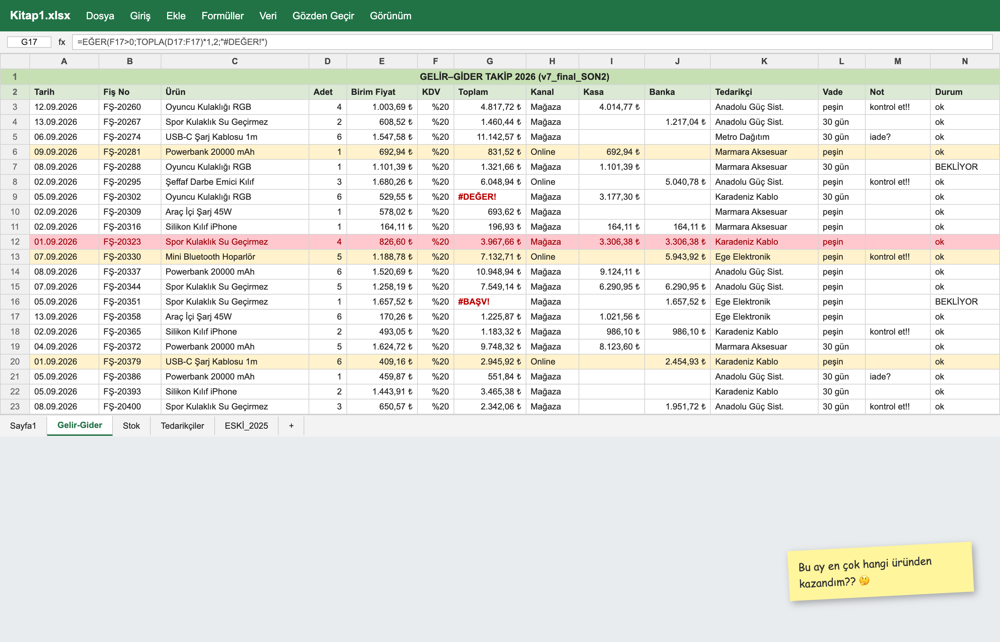 Kitap1.xlsx Dosya Giriş Ekle Formüller Veri Gözden Geçir Görünüm
G17 fx =EĞER(F17>0;TOPLA(D17:F17)*1,2;"#DEĞER!")
A B C D E F G H I J K L M N
1 GELİR–GİDER TAKİP 2026 (v7_final_SON2)
2 Tarih Fiş No Ürün Adet Birim Fiyat KDV Toplam Kanal Kasa Banka Tedarikçi Vade Not Durum
3 12.09.2026 FŞ-20260 Oyuncu Kulaklığı RGB 4 1.003,69 ₺ %20 4.817,72 ₺ Mağaza 4.014,77 ₺ Anadolu Güç Sist. peşin kontrol et!! ok
4 13.09.2026 FŞ-20267 Spor Kulaklık Su Geçirmez 2 608,52 ₺ %20 1.460,44 ₺ Mağaza 1.217,04 ₺ Anadolu Güç Sist. 30 gün ok
5 06.09.2026 FŞ-20274 USB-C Şarj Kablosu 1m 6 1.547,58 ₺ %20 11.142,57 ₺ Mağaza Metro Dağıtım 30 gün iade? ok
6 09.09.2026 FŞ-20281 Powerbank 20000 mAh 1 692,94 ₺ %20 831,52 ₺ Online 692,94 ₺ Marmara Aksesuar peşin ok
7 08.09.2026 FŞ-20288 Oyuncu Kulaklığı RGB 1 1.101,39 ₺ %20 1.321,66 ₺ Mağaza 1.101,39 ₺ Marmara Aksesuar 30 gün BEKLİYOR
8 02.09.2026 FŞ-20295 Şeffaf Darbe Emici Kılıf 3 1.680,26 ₺ %20 6.048,94 ₺ Online 5.040,78 ₺ Anadolu Güç Sist. peşin kontrol et!! ok
9 05.09.2026 FŞ-20302 Oyuncu Kulaklığı RGB 6 529,55 ₺ %20 #DEĞER! Mağaza 3.177,30 ₺ Karadeniz Kablo 30 gün ok
10 02.09.2026 FŞ-20309 Araç İçi Şarj 45W 1 578,02 ₺ %20 693,62 ₺ Mağaza Marmara Aksesuar peşin ok
11 02.09.2026 FŞ-20316 Silikon Kılıf iPhone 1 164,11 ₺ %20 196,93 ₺ Mağaza 164,11 ₺ 164,11 ₺ Marmara Aksesuar peşin ok
12 01.09.2026 FŞ-20323 Spor Kulaklık Su Geçirmez 4 826,60 ₺ %20 3.967,66 ₺ Mağaza 3.306,38 ₺ 3.306,38 ₺ Karadeniz Kablo peşin ok
13 07.09.2026 FŞ-20330 Mini Bluetooth Hoparlör 5 1.188,78 ₺ %20 7.132,71 ₺ Online 5.943,92 ₺ Ege Elektronik peşin kontrol et!! ok
14 08.09.2026 FŞ-20337 Powerbank 20000 mAh 6 1.520,69 ₺ %20 10.948,94 ₺ Mağaza 9.124,11 ₺ Anadolu Güç Sist. peşin ok
15 07.09.2026 FŞ-20344 Spor Kulaklık Su Geçirmez 5 1.258,19 ₺ %20 7.549,14 ₺ Mağaza 6.290,95 ₺ 6.290,95 ₺ Anadolu Güç Sist. peşin ok
16 05.09.2026 FŞ-20351 Spor Kulaklık Su Geçirmez 1 1.657,52 ₺ %20 #BAŞV! Mağaza 1.657,52 ₺ Ege Elektronik peşin BEKLİYOR
17 13.09.2026 FŞ-20358 Araç İçi Şarj 45W 6 170,26 ₺ %20 1.225,87 ₺ Mağaza 1.021,56 ₺ Ege Elektronik peşin ok
18 02.09.2026 FŞ-20365 Silikon Kılıf iPhone 2 493,05 ₺ %20 1.183,32 ₺ Mağaza 986,10 ₺ 986,10 ₺ Karadeniz Kablo peşin kontrol et!! ok
19 04.09.2026 FŞ-20372 Powerbank 20000 mAh 5 1.624,72 ₺ %20 9.748,32 ₺ Mağaza 8.123,60 ₺ Marmara Aksesuar 30 gün ok
20 01.09.2026 FŞ-20379 USB-C Şarj Kablosu 1m 6 409,16 ₺ %20 2.945,92 ₺ Online 2.454,93 ₺ Karadeniz Kablo peşin ok
21 05.09.2026 FŞ-20386 Powerbank 20000 mAh 1 459,87 ₺ %20 551,84 ₺ Mağaza Anadolu Güç Sist. 30 gün iade? ok
22 05.09.2026 FŞ-20393 Silikon Kılıf iPhone 2 1.443,91 ₺ %20 3.465,38 ₺ Mağaza Karadeniz Kablo 30 gün ok
23 08.09.2026 FŞ-20400 Spor Kulaklık Su Geçirmez 3 650,57 ₺ %20 2.342,06 ₺ Mağaza 1.951,72 ₺ Anadolu Güç Sist. 30 gün kontrol et!! ok
Sayfa1 Gelir-Gider Stok Tedarikçiler ESKİ_2025 +
Bu ay en çok hangi üründen
kazandım?? 🤔